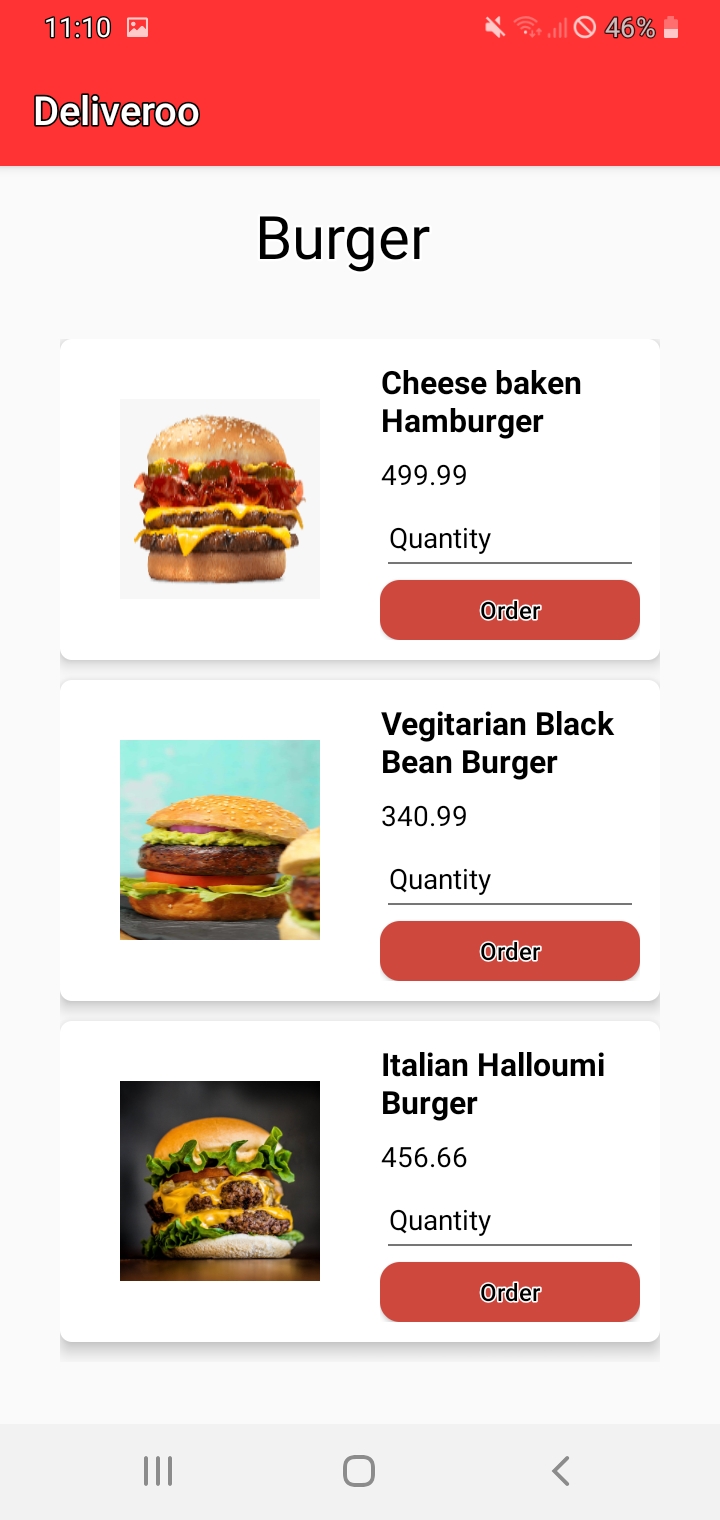 11:10 46%
Deliveroo
Burger
Cheese baken
Hamburger
499.99
Quantity
Order
Vegitarian Black
Bean Burger
340.99
Quantity
Order
Italian Halloumi
Burger
456.66
Quantity
Order